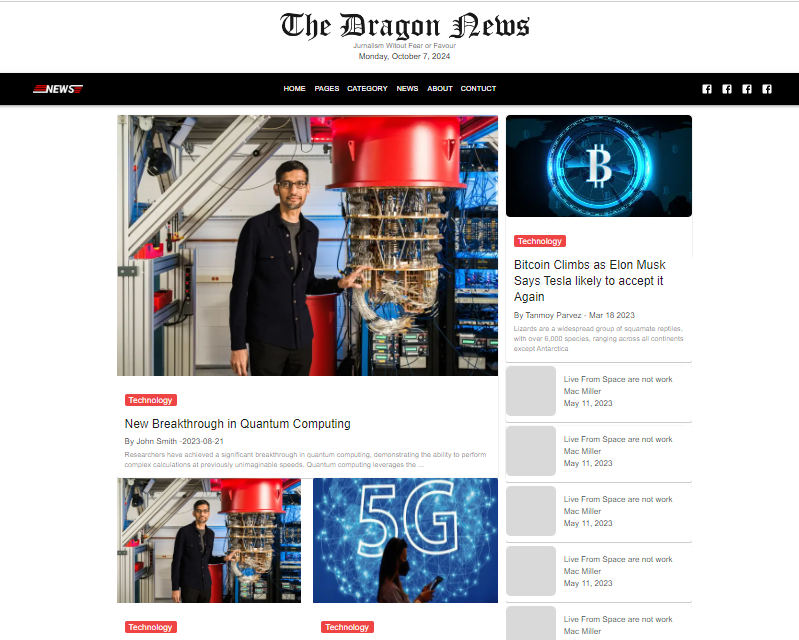 The Dragon News
Jurnalism Witout Fear or Favour
Monday, October 7, 2024
NEWS
HOME PAGES CATEGORY NEWS ABOUT CONTUCT
Technology
New Breakthrough in Quantum Computing
By John Smith -2023-08-21
Researchers have achieved a significant breakthrough in quantum computing, demonstrating the ability to perform
complex calculations at previously unimaginable speeds. Quantum computing leverages the ...
5G
Technology
Technology
B
Technology
Bitcoin Climbs as Elon Musk
Says Tesla likely to accept it
Again
By Tanmoy Parvez - Mar 18 2023
Lizards are a widespread group of squamate reptiles,
with over 6,000 species, ranging across all continents
except Antarctica
Live From Space are not work
Mac Miller
May 11, 2023
Live From Space are not work
Mac Miller
May 11, 2023
Live From Space are not work
Mac Miller
May 11, 2023
Live From Space are not work
Mac Miller
May 11, 2023
Live From Space are not work
Mac Miller